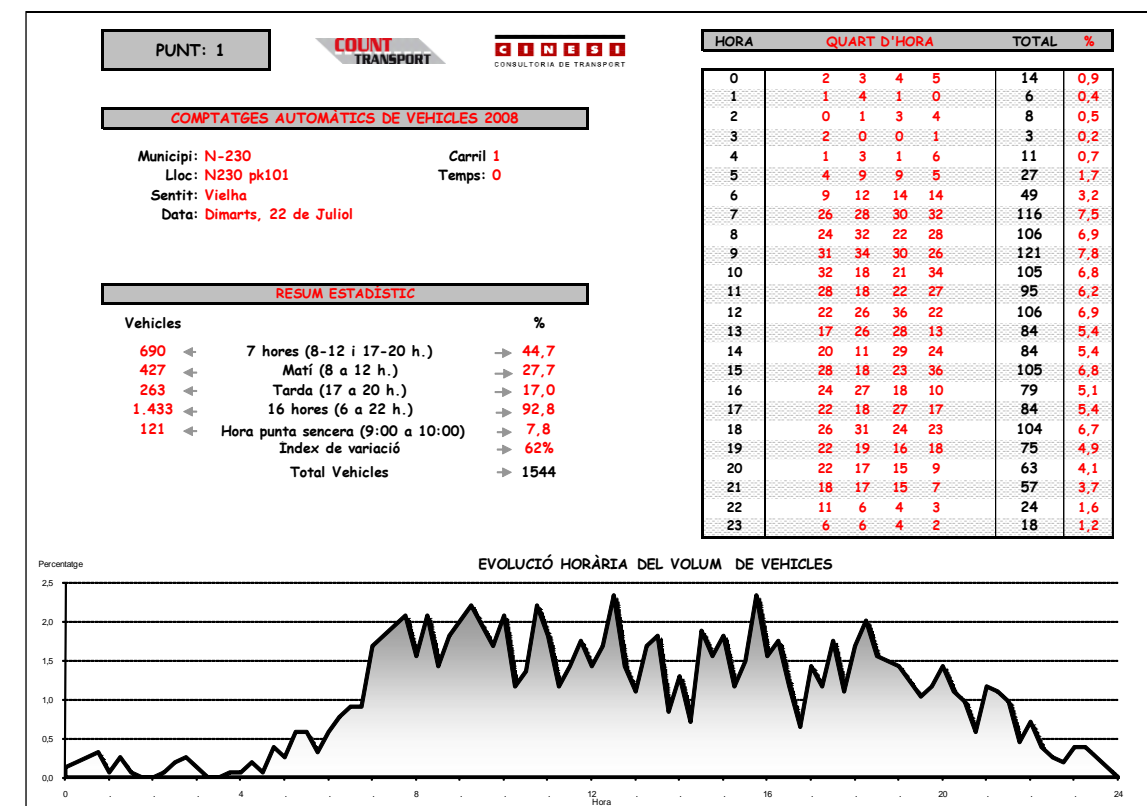 PUNT: 1
COUNT
TRANSPORT
CINESI
CONSULTORIA DE TRANSPORT
COMPTATGES AUTOMÀTICS DE VEHICLES 2008
Municipi: N-230 Carril 1
Lloc: N230 pk101 Temps: 0
Sentit: Vielha
Data: Dimarts, 22 de Juliol
RESUM ESTADÍSTIC
Vehicles %
690 7 hores (8-12 i 17-20 h.) 44,7
427 Matí (8 a 12 h.) 27,7
263 Tarda (17 a 20 h.) 17,0
1.433 16 hores (6 a 22 h.) 92,8
121 Hora punta sencera (9:00 a 10:00) 7,8
Índex de variació 62%
Total Vehicles 1544
HORA QUART D'HORA TOTAL %
0 2 3 4 5 14 0,9
1 1 4 1 0 6 0,4
2 0 1 3 4 8 0,5
3 2 0 0 1 3 0,2
4 1 3 1 6 11 0,7
5 4 9 9 5 27 1,7
6 9 12 14 14 49 3,2
7 26 28 30 32 116 7,5
8 24 32 22 28 106 6,9
9 31 34 30 26 121 7,8
10 32 18 21 34 105 6,8
11 28 18 22 27 95 6,2
12 22 26 36 22 106 6,9
13 17 26 28 13 84 5,4
14 20 11 29 24 84 5,4
15 28 18 23 36 105 6,8
16 24 27 18 10 79 5,1
17 22 18 27 17 84 5,4
18 26 31 24 23 104 6,7
19 22 19 16 18 75 4,9
20 22 17 15 9 63 4,1
21 18 17 15 7 57 3,7
22 11 6 4 3 24 1,6
23 6 6 4 2 18 1,2
EVOLUCIÓ HORÀRIA DEL VOLUM DE VEHICLES
Percentatge
2,5
2,0
1,5
1,0
0,5
0,0
0 . . . 4 . . . 8 . . . 12 . . . 16 . . . 20 . . . 24
Hora